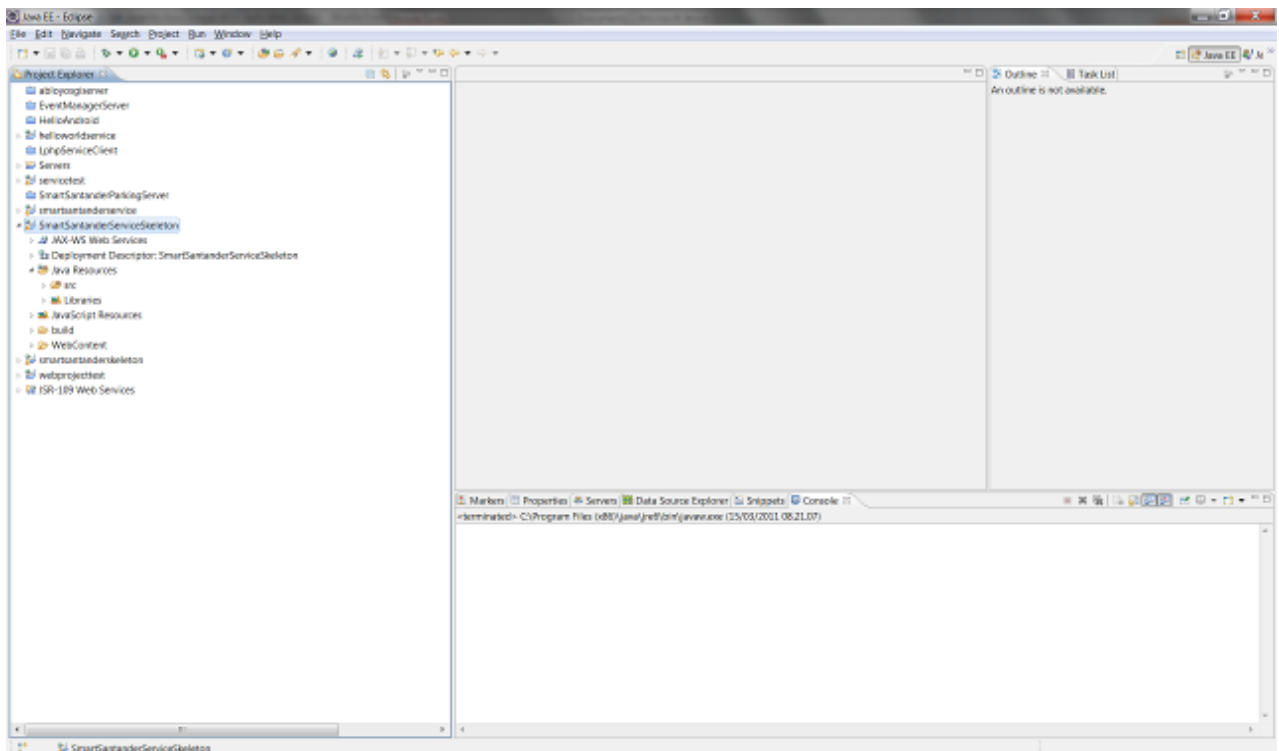 Java EE - Eclipse
File Edit Navigate Search Project Run Window Help
Java EE
Project Explorer
Outline Task List
An outline is not available.
abloyosgiserver
EventManagerServer
HelloAndroid
helloworldservice
LphpServiceClient
Servers
servicetest
SmartSantanderParkingServer
smartsantanderservice
SmartSantanderServiceSkeleton
JAX-WS Web Services
Deployment Descriptor: SmartSantanderServiceSkeleton
Java Resources
src
Libraries
JavaScript Resources
build
WebContent
smartsantanderskeleton
webprojecttest
JSR-109 Web Services
Markers Properties Servers Data Source Explorer Snippets Console
<terminated> C:\Program Files (x86)\Java\jre6\bin\javaw.exe (15/03/2011 08.21.07)
SmartSantanderServiceSkeleton